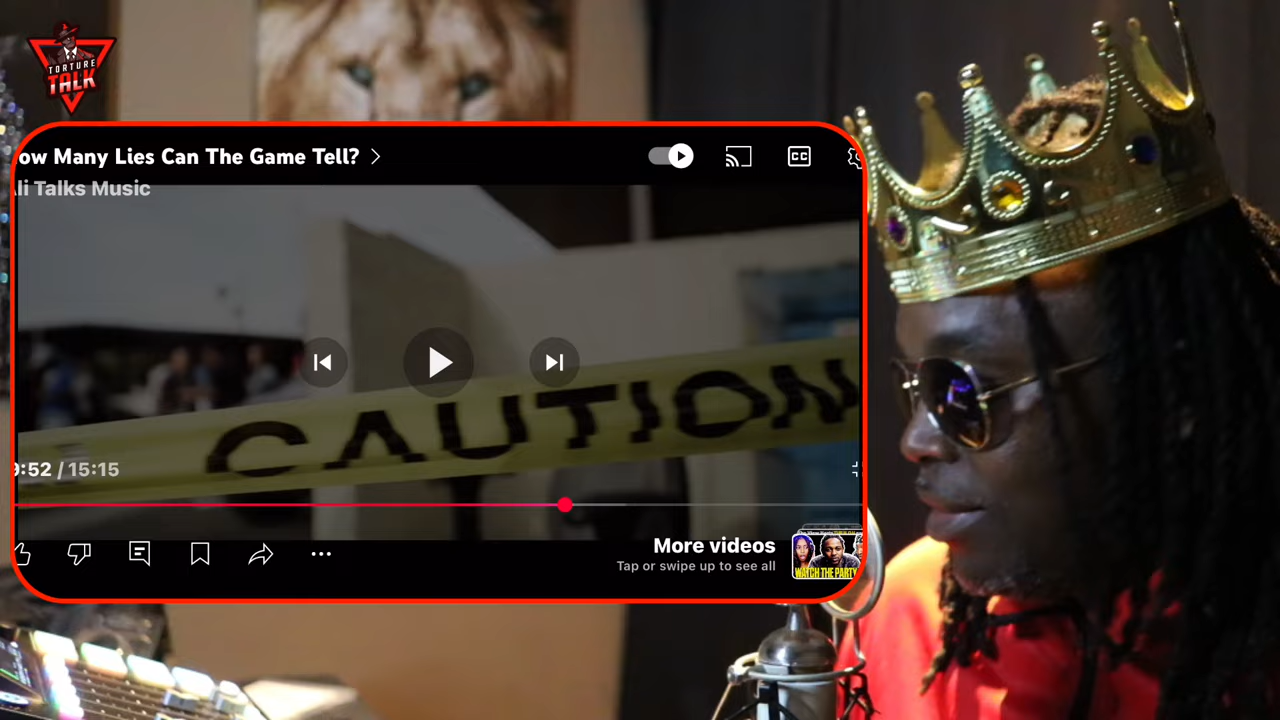 TORTURE
TALK
ow Many Lies Can The Game Tell?
CC
li Talks Music
CAUTION
9:52 / 15:15
More videos
Tap or swipe up to see all
WATCH THE PARTY